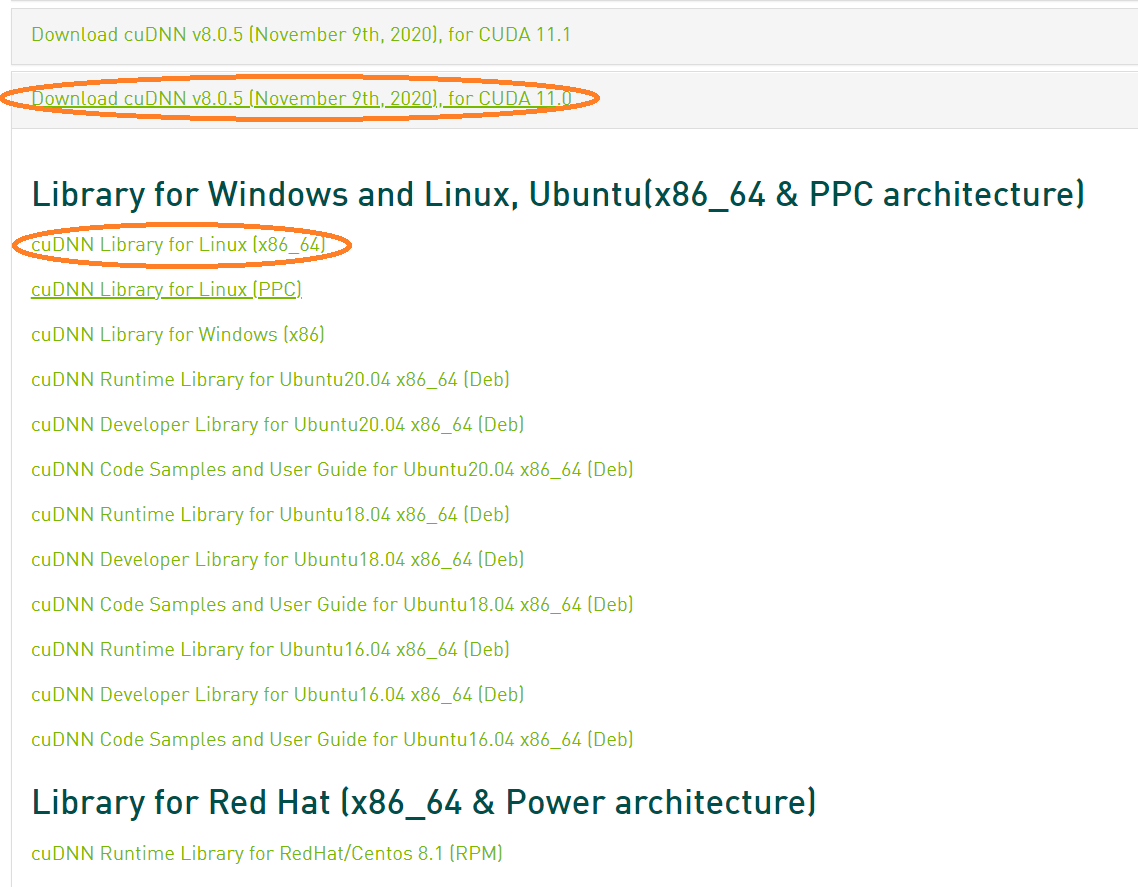 Download cuDNN v8.0.5 (November 9th, 2020), for CUDA 11.1
Download cuDNN v8.0.5 (November 9th, 2020), for CUDA 11.0
Library for Windows and Linux, Ubuntu(x86_64 & PPC architecture)
cuDNN Library for Linux (x86_64)
cuDNN Library for Linux (PPC)
cuDNN Library for Windows (x86)
cuDNN Runtime Library for Ubuntu20.04 x86_64 (Deb)
cuDNN Developer Library for Ubuntu20.04 x86_64 (Deb)
cuDNN Code Samples and User Guide for Ubuntu20.04 x86_64 (Deb)
cuDNN Runtime Library for Ubuntu18.04 x86_64 (Deb)
cuDNN Developer Library for Ubuntu18.04 x86_64 (Deb)
cuDNN Code Samples and User Guide for Ubuntu18.04 x86_64 (Deb)
cuDNN Runtime Library for Ubuntu16.04 x86_64 (Deb)
cuDNN Developer Library for Ubuntu16.04 x86_64 (Deb)
cuDNN Code Samples and User Guide for Ubuntu16.04 x86_64 (Deb)
Library for Red Hat (x86_64 & Power architecture)
cuDNN Runtime Library for RedHat/Centos 8.1 (RPM)